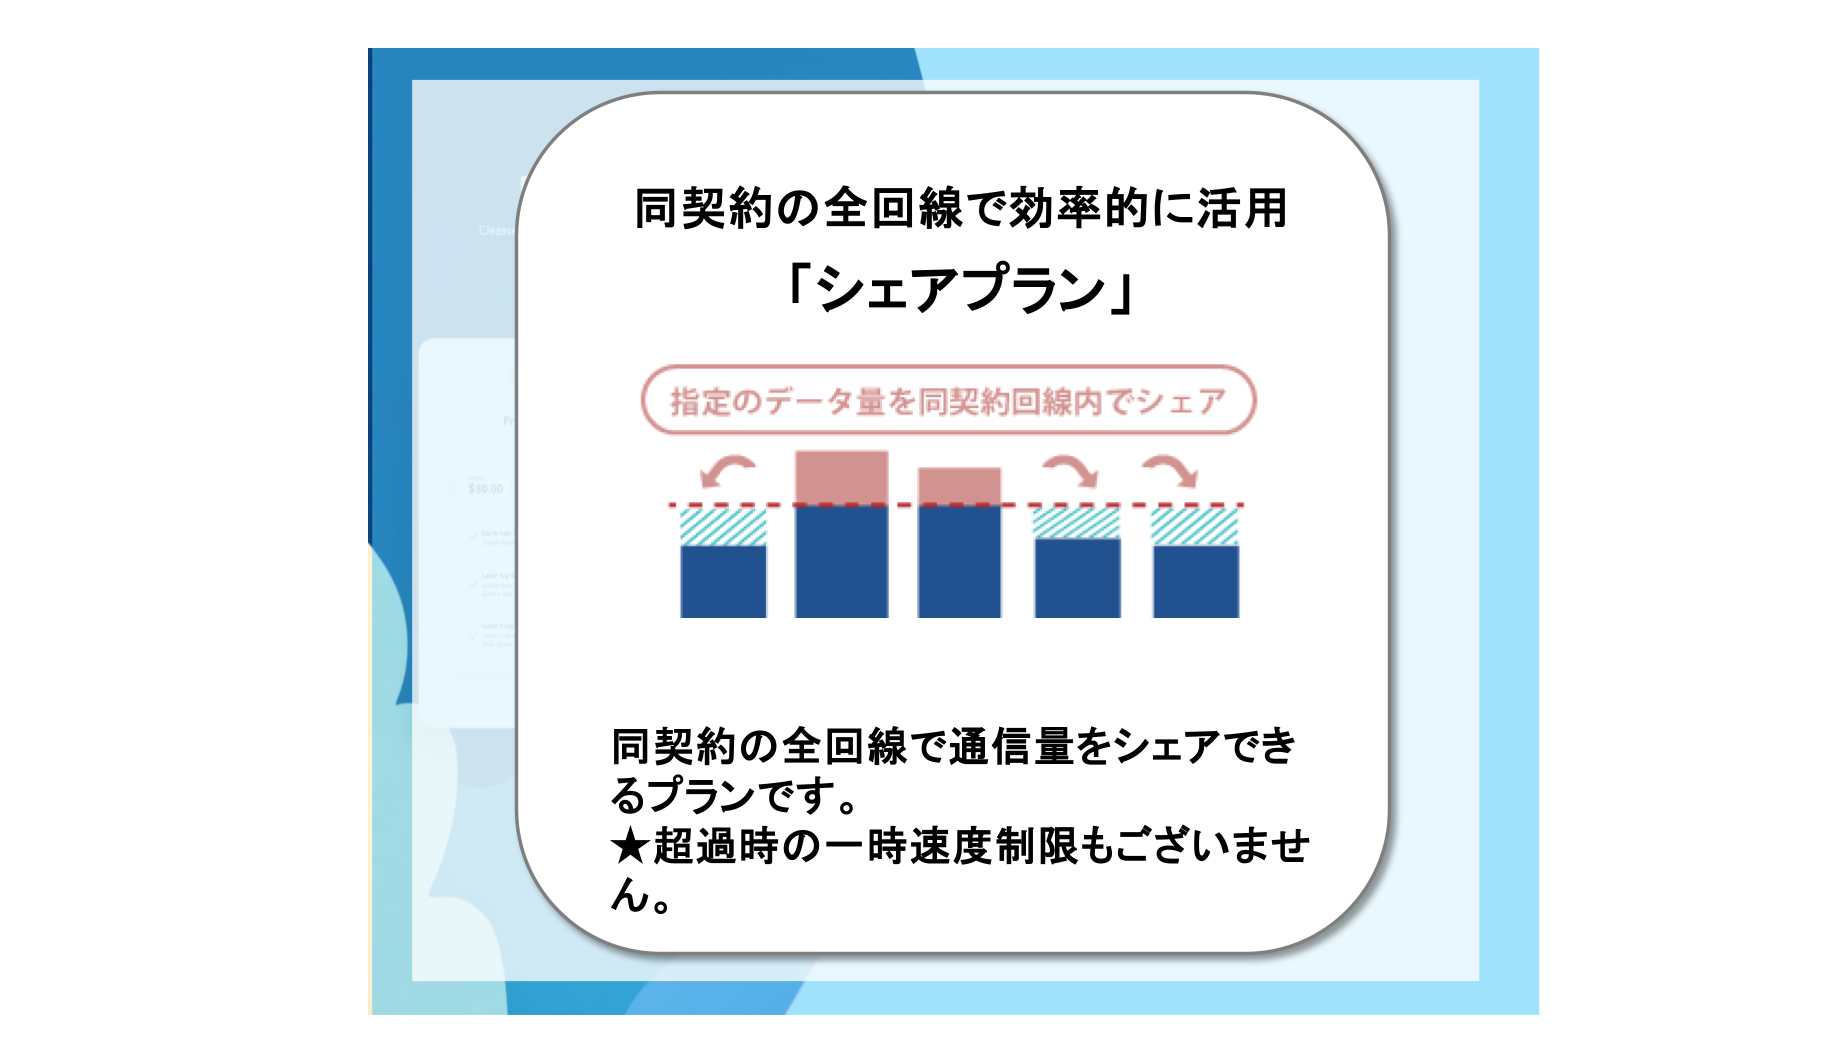 同契約の全回線で効率的に活用
「シェアプラン」
指定のデータ量を同契約回線内でシェア
同契約の全回線で通信量をシェアでき
るプランです。
★超過時の一時速度制限もございませ
ん。
$80.00